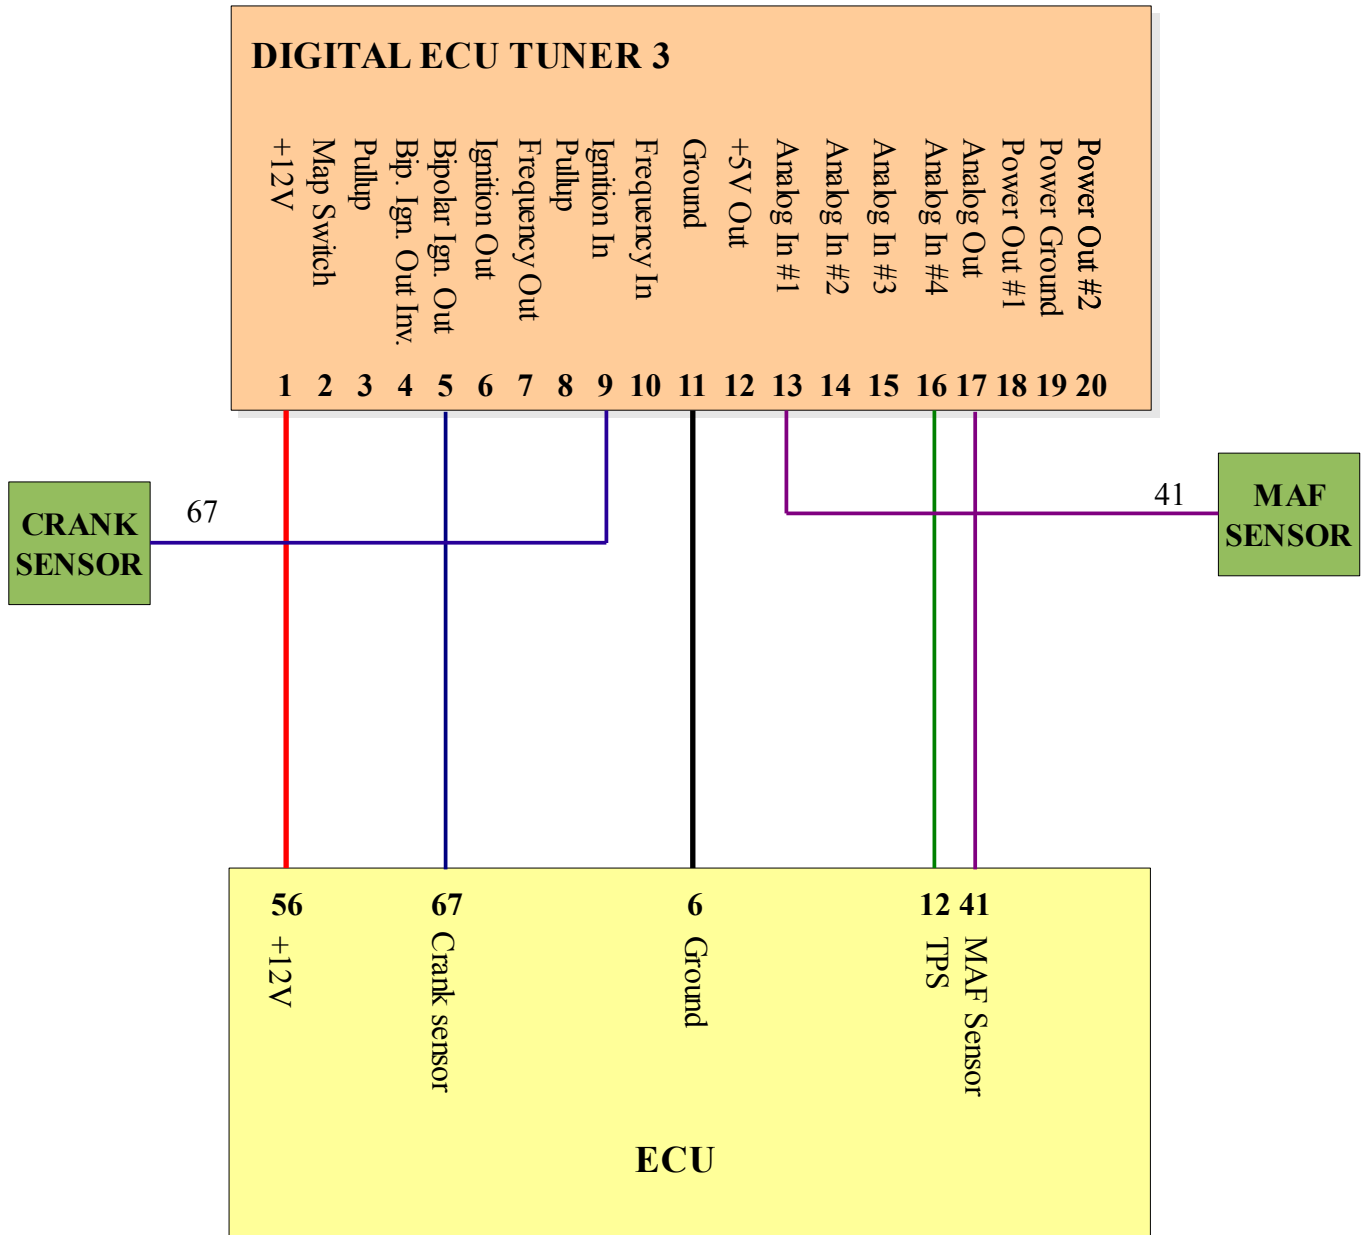 DIGITAL ECU TUNER 3
+12V
Map Switch
Pullup
Bip. Ign. Out Inv.
Bipolar Ign. Out
Ignition Out
Frequency Out
Pullup
Ignition In
Frequency In
Ground
+5V Out
Analog In #1
Analog In #2
Analog In #3
Analog In #4
Analog Out
Power Out #1
Power Ground
Power Out #2
1 2 3 4 5 6 7 8 9 10 11 12 13 14 15 16 17 18 19 20
CRANK
SENSOR
67
41
MAF
SENSOR
56 67 6 12 41
+12V
Crank sensor
Ground
TPS
MAF Sensor
ECU